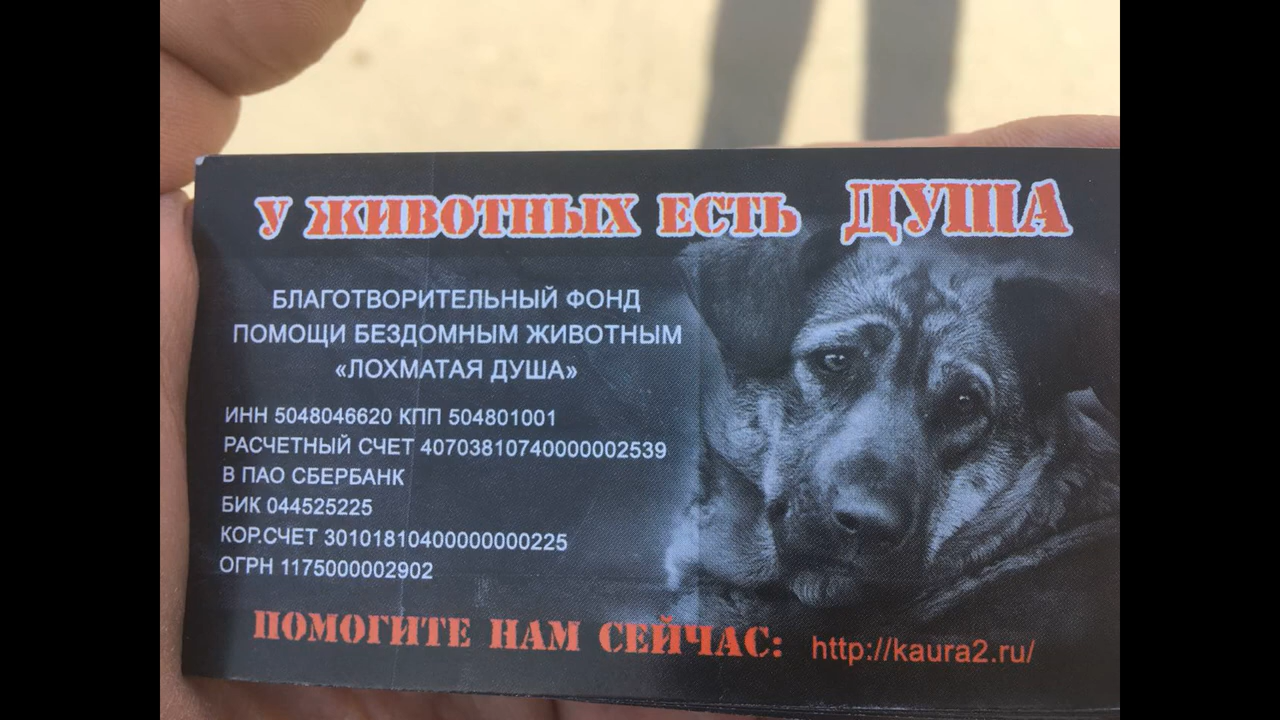 У ЖИВОТНЫХ ЕСТЬ ДУША
БЛАГОТВОРИТЕЛЬНЫЙ ФОНД
ПОМОЩИ БЕЗДОМНЫМ ЖИВОТНЫМ
«ЛОХМАТАЯ ДУША»
ИНН 5048046620 КПП 504801001
РАСЧЕТНЫЙ СЧЕТ 40703810740000002539
В ПАО СБЕРБАНК
БИК 044525225
КОР.СЧЕТ 30101810400000000225
ОГРН 1175000002902
ПОМОГИТЕ НАМ СЕЙЧАС: http://kaura2.ru/